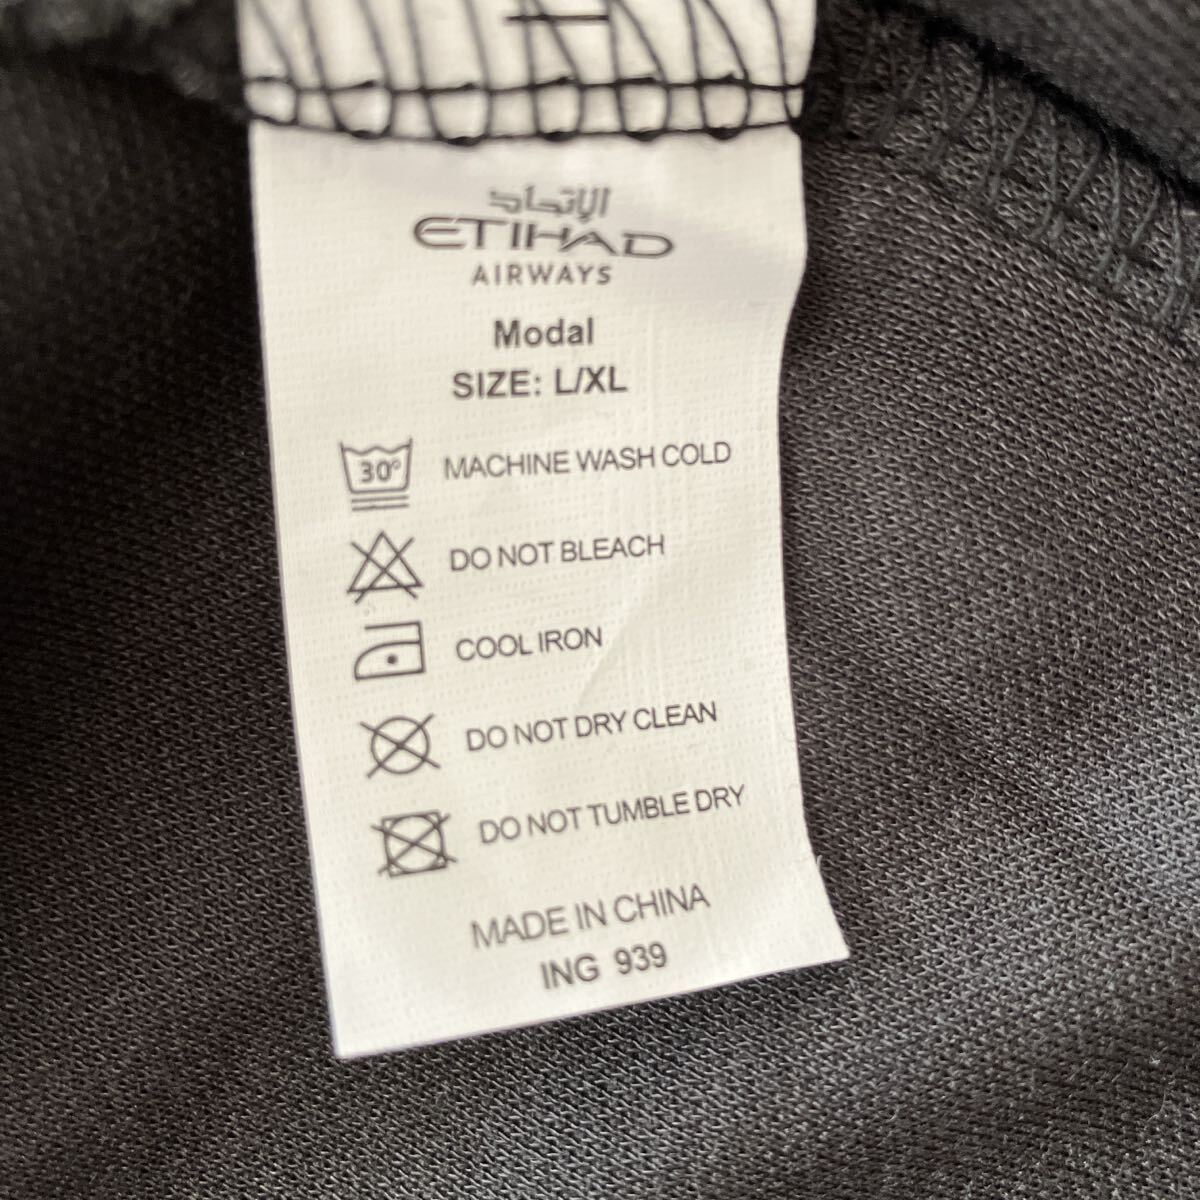 الإتحاد
ETIHAD
AIRWAYS
Modal
SIZE: L/XL
30° MACHINE WASH COLD
DO NOT BLEACH
COOL IRON
DO NOT DRY CLEAN
DO NOT TUMBLE DRY
MADE IN CHINA
ING 939